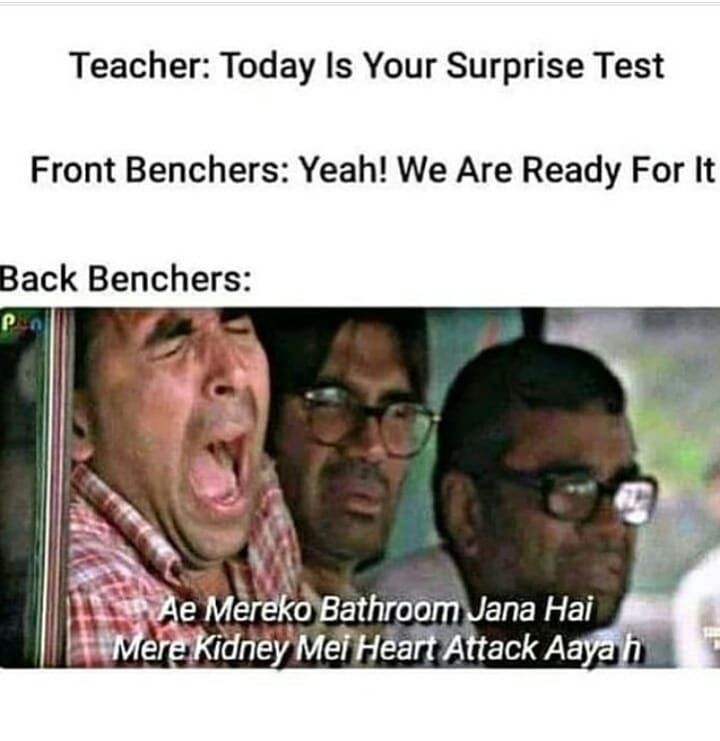 Teacher: Today Is Your Surprise Test
Front Benchers: Yeah! We Are Ready For It
Back Benchers:
Ae Mereko Bathroom Jana Hai
Mere Kidney Mei Heart Attack Aaya h